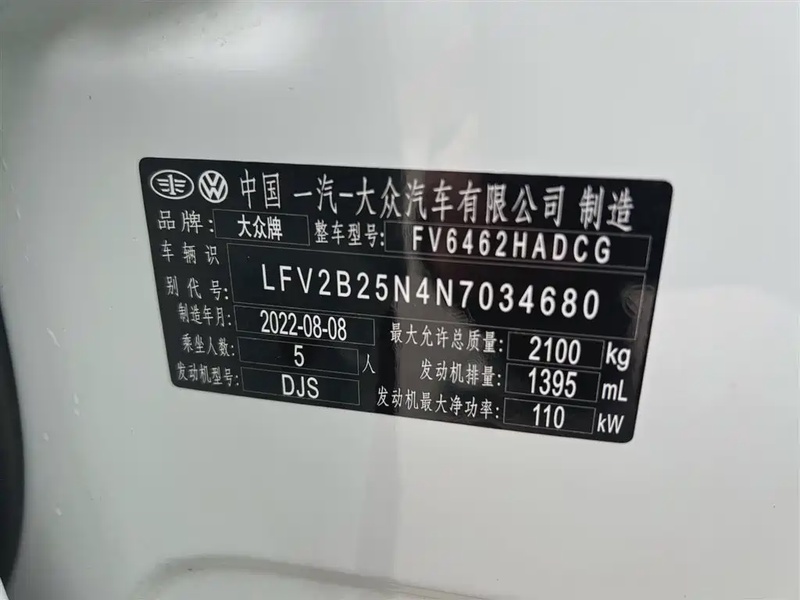 中国 一汽-大众汽车有限公司 制造
品牌: 大众牌 整车型号: FV6462HADCG
车辆识别代号: LFV2B25N4N7034680
制造年月: 2022-08-08 最大允许总质量: 2100 kg
乘坐人数: 5 人 发动机排量: 1395 mL
发动机型号: DJS 发动机最大净功率: 110 kW